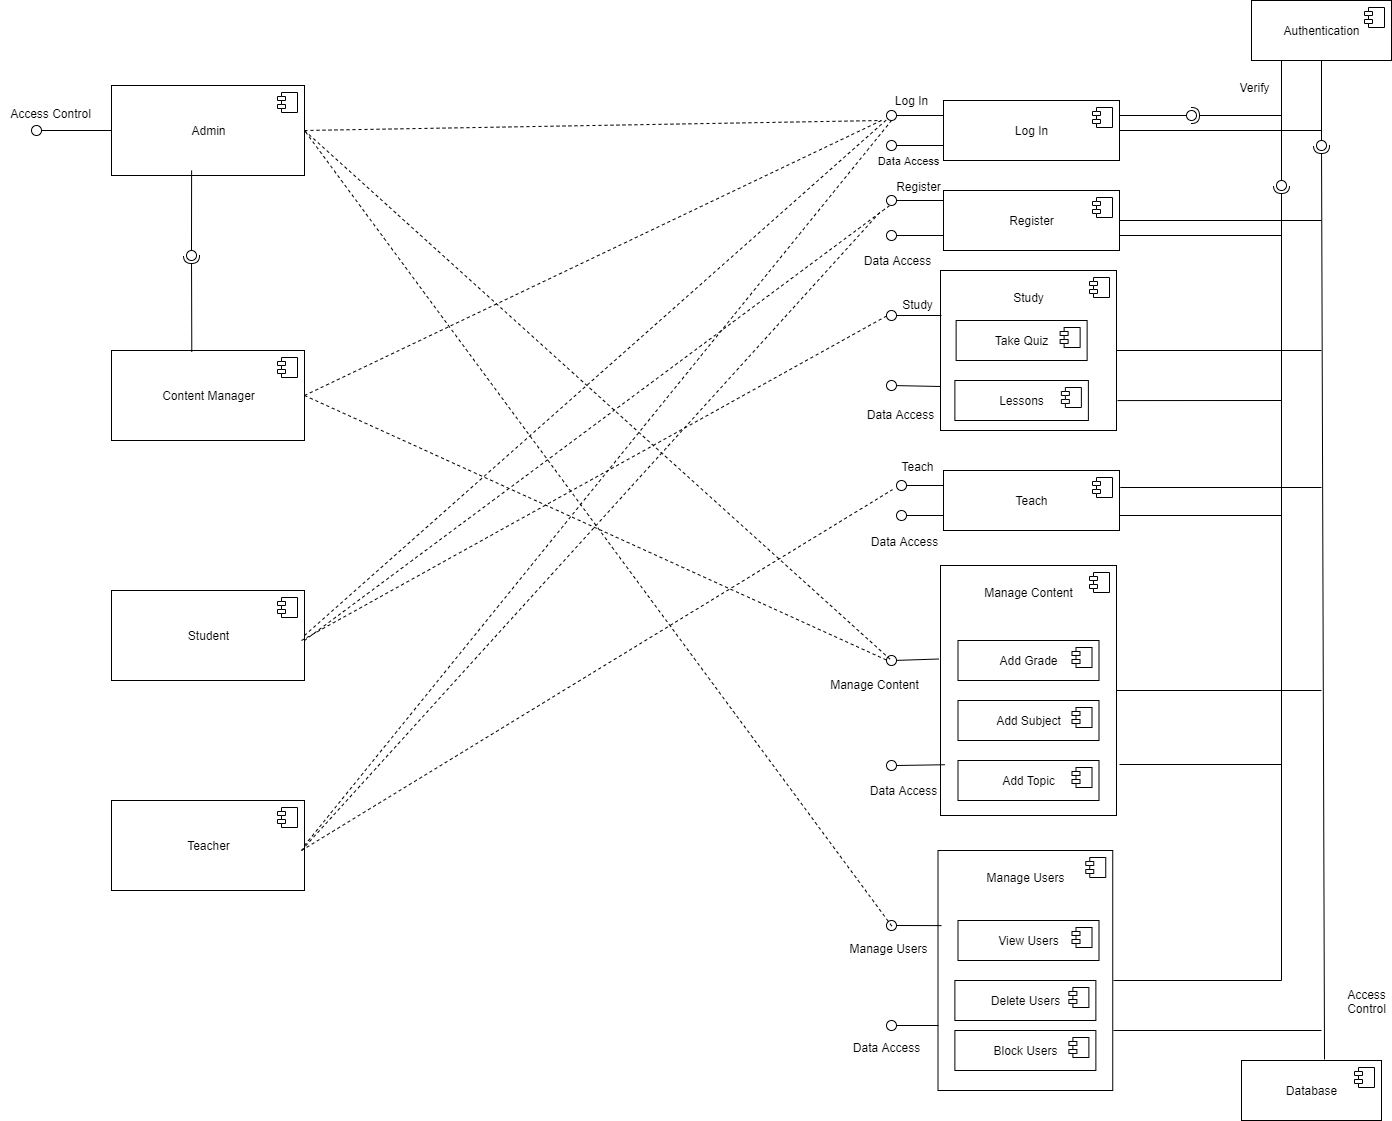 Authentication
Verify
Access Control
Admin
Log In
Log In
Data Access
Register
Register
Data Access
Study
Study
Take Quiz
Content Manager
Lessons
Data Access
Teach
Teach
Data Access
Manage Content
Student
Add Grade
Manage Content
Add Subject
Add Topic
Data Access
Teacher
Manage Users
View Users
Manage Users
Delete Users
Access
Control
Data Access
Block Users
Database